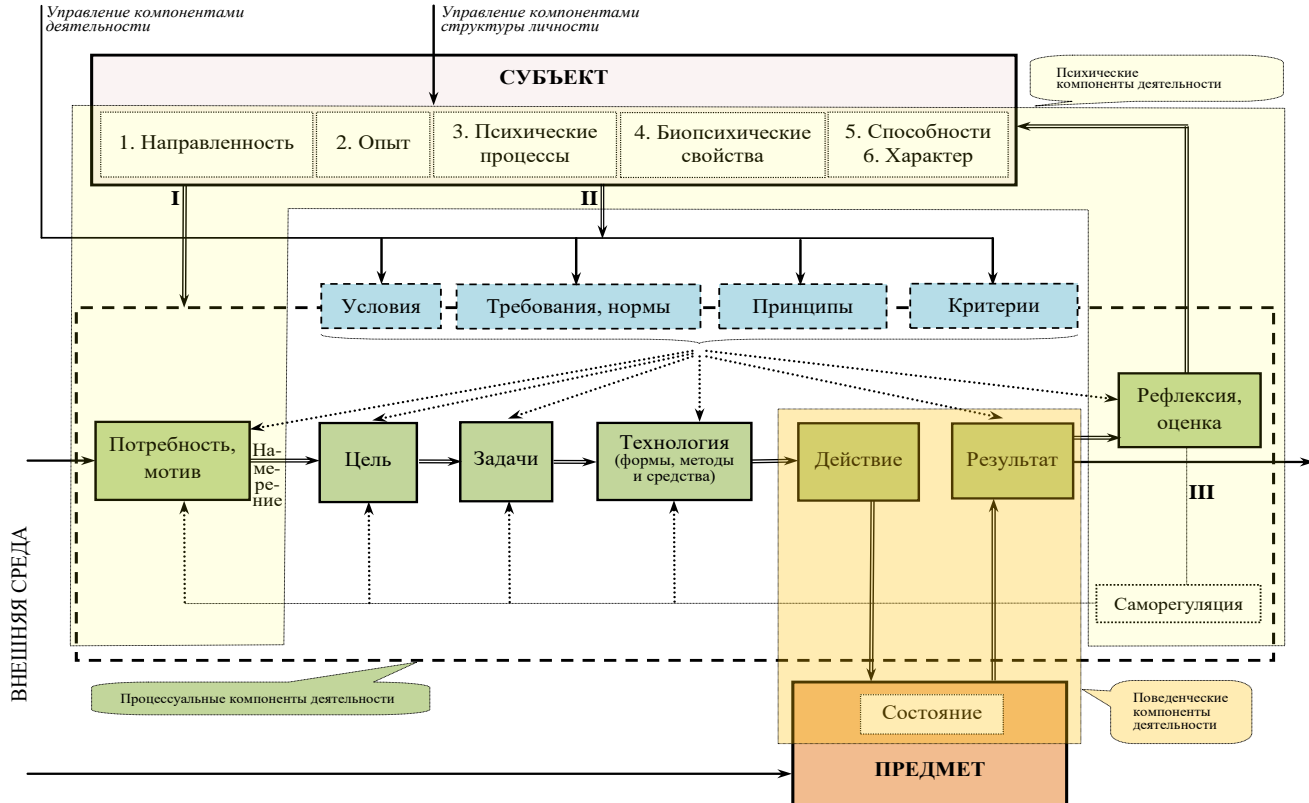 Управление компонентами
деятельности
Управление компонентами
структуры личности
СУБЪЕКТ
Психические
компоненты деятельности
1. Направленность
2. Опыт
3. Психические
процессы
4. Биопсихические
свойства
5. Способности
6. Характер
I
II
Условия
Требования, нормы
Принципы
Критерии
Потребность,
мотив
На-
ме-
ре-
ние
Цель
Задачи
Технология
(формы, методы
и средства)
Действие
Результат
Рефлексия,
оценка
III
Саморегуляция
ВНЕШНЯЯ СРЕДА
Процессуальные компоненты деятельности
Состояние
ПРЕДМЕТ
Поведенческие
компоненты
деятельности